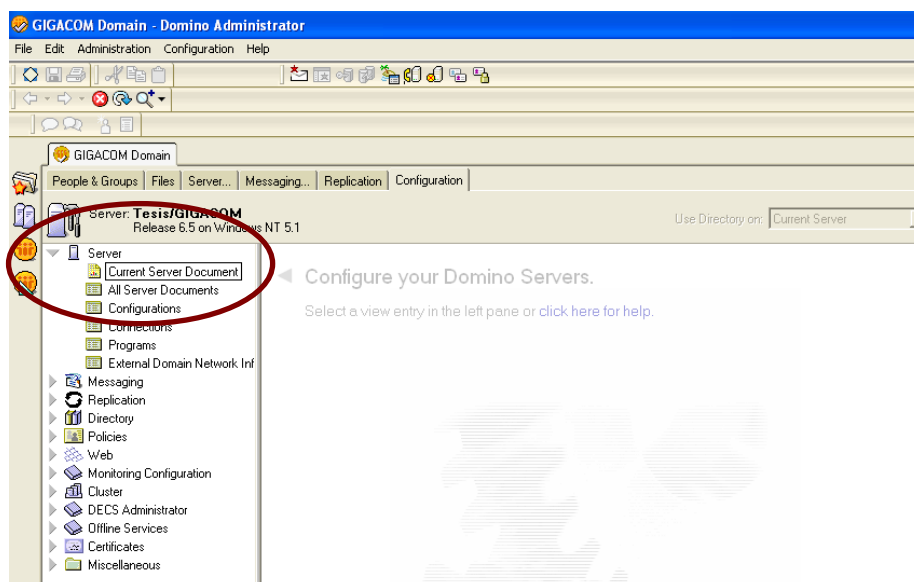 GIGACOM Domain - Domino Administrator
File Edit Administration Configuration Help
GIGACOM Domain
People & Groups Files Server... Messaging... Replication Configuration
Server: Tesis/GIGACOM
Release 6.5 on Windows NT 5.1
Use Directory on: Current Server
Server
Current Server Document
All Server Documents
Configurations
Connections
Programs
External Domain Network Inf
Messaging
Replication
Directory
Policies
Web
Monitoring Configuration
Cluster
DECS Administrator
Offline Services
Certificates
Miscellaneous
Configure your Domino Servers.
Select a view entry in the left pane or click here for help.